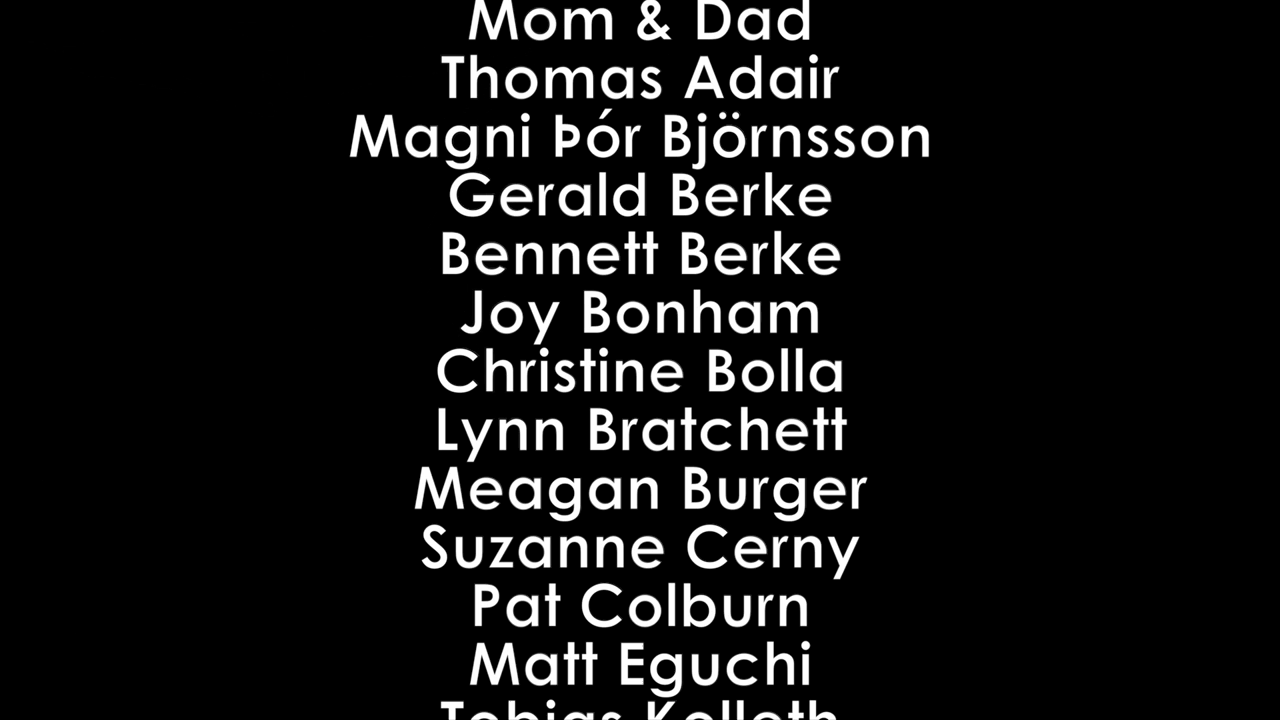 Mom & Dad
Thomas Adair
Magni Þór Björnsson
Gerald Berke
Bennett Berke
Joy Bonham
Christine Bolla
Lynn Bratchett
Meagan Burger
Suzanne Cerny
Pat Colburn
Matt Eguchi
Tobias